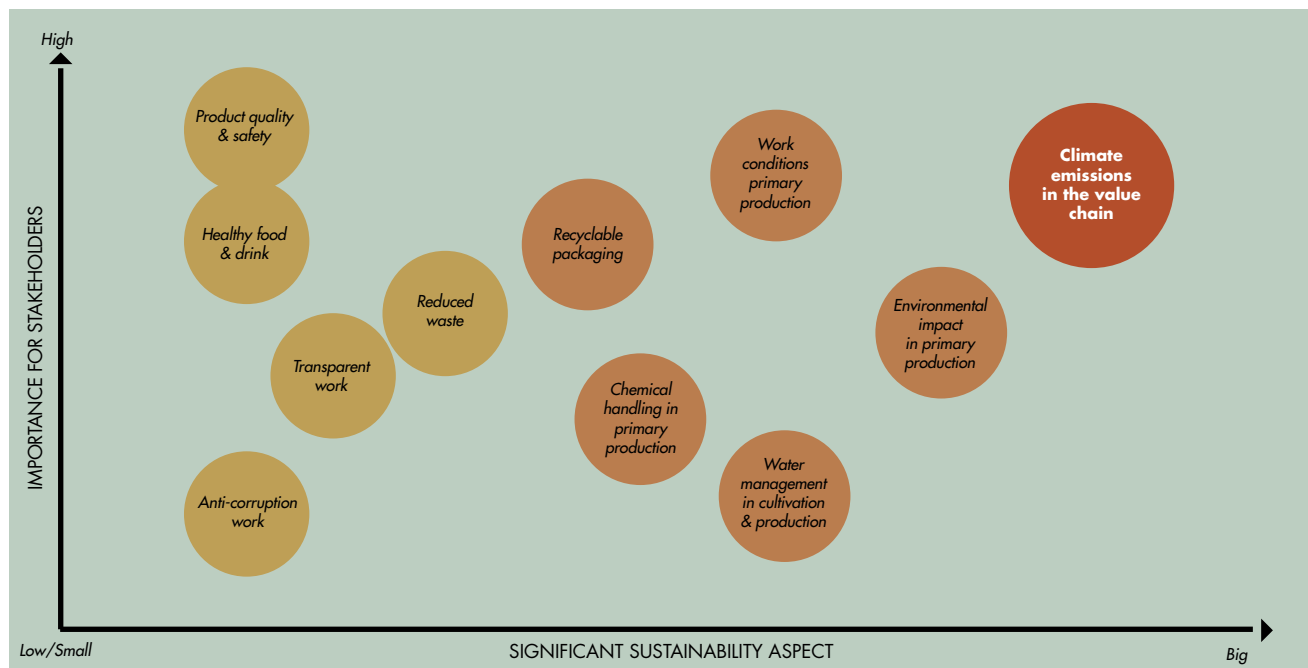 High
Product quality
& safety
Healthy food
& drink
Transparent
work
Reduced
waste
Anti-corruption
work
Recyclable
packaging
Work
conditions
primary
production
Chemical
handling in
primary
production
Water
management
in cultivation
& production
Environmental
impact
in primary
production
Climate
emissions
in the value
chain
IMPORTANCE FOR STAKEHOLDERS
Low/Small
SIGNIFICANT SUSTAINABILITY ASPECT
Big